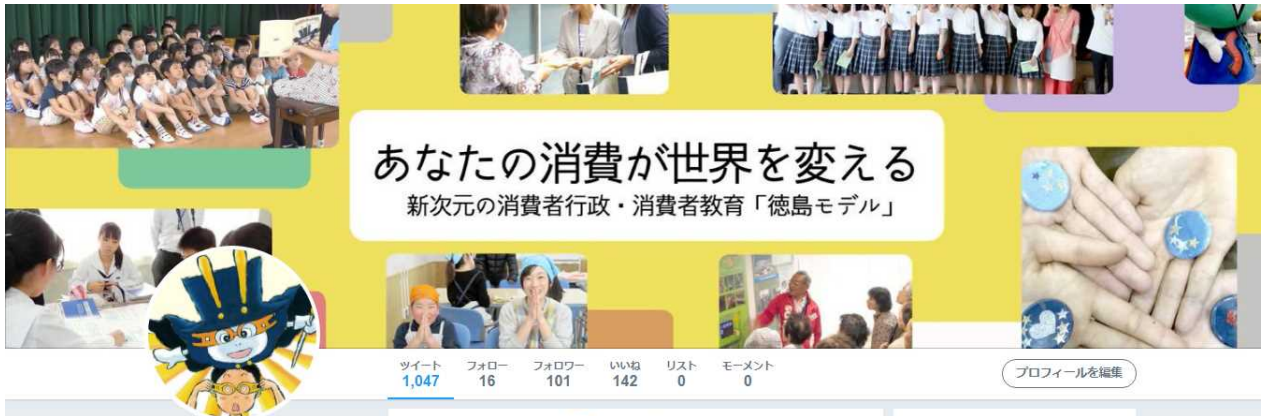 あなたの消費が世界を変える
新次元の消費者行政・消費者教育「徳島モデル」
ツイート フォロー フォロワー いいね リスト モーメント
1,047 16 101 142 0 0
プロフィールを編集